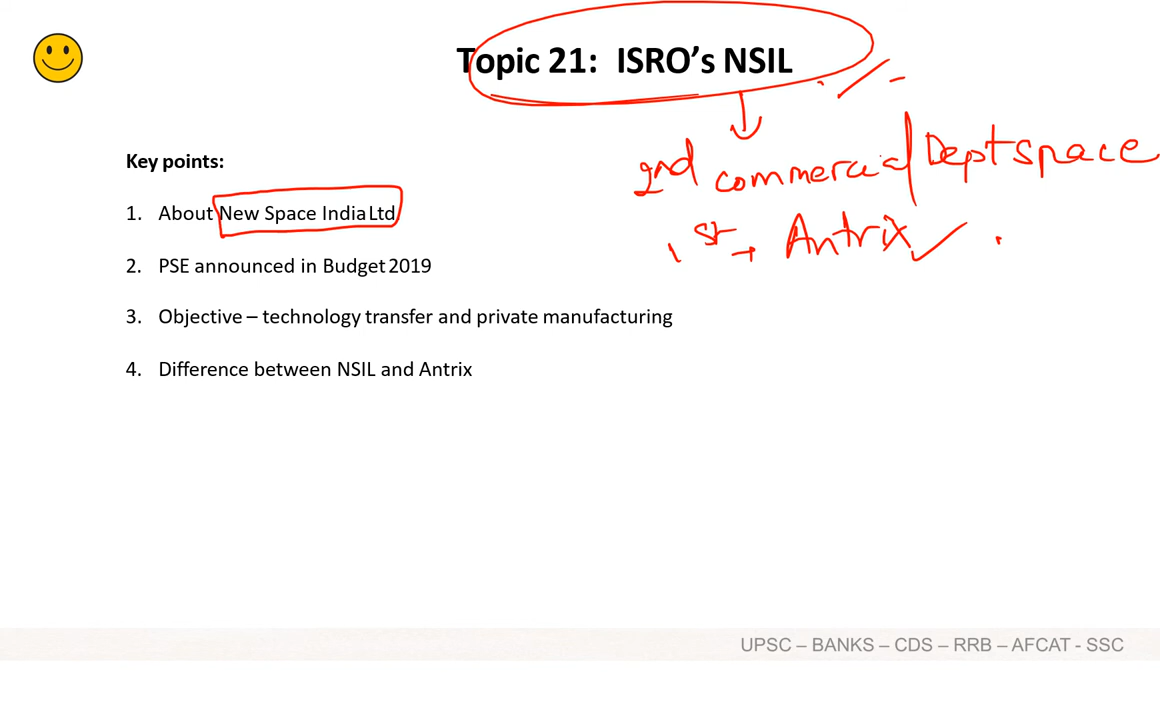 Topic 21: ISRO's NSIL
2nd commercial Dept space
1st → Antrix ✓
Key points:
1. About New Space India Ltd
2. PSE announced in Budget 2019
3. Objective – technology transfer and private manufacturing
4. Difference between NSIL and Antrix
UPSC – BANKS – CDS – RRB – AFCAT - SSC